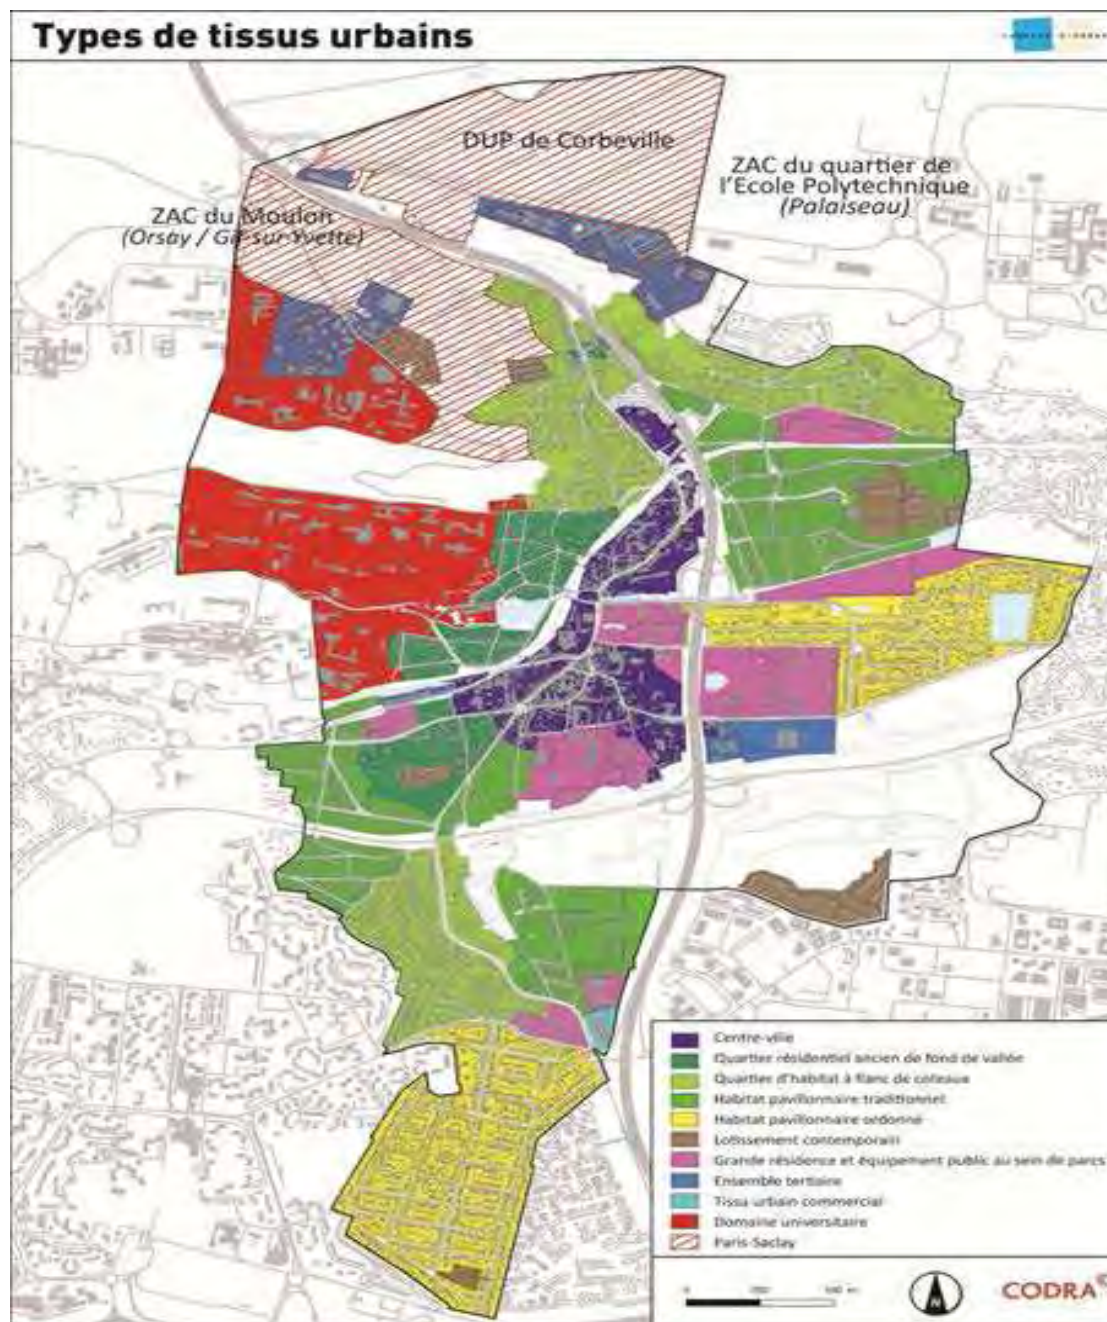 Types de tissus urbains
DUP de Corbeville
ZAC du quartier de
l'Ecole Polytechnique
(Palaiseau)
ZAC du Moulon
(Orsay / Gif-sur-Yvette)
Centre-ville
Quartier résidentiel ancien de fond de vallée
Quartier d'habitat à flanc de coteaux
Habitat pavillonnaire traditionnel
Habitat pavillonnaire ordonné
Lotissement contemporain
Grande résidence et équipement public au sein de parcs
Ensemble tertiaire
Tissu urbain commercial
Domaine universitaire
Paris-Saclay
0
N
CODRA